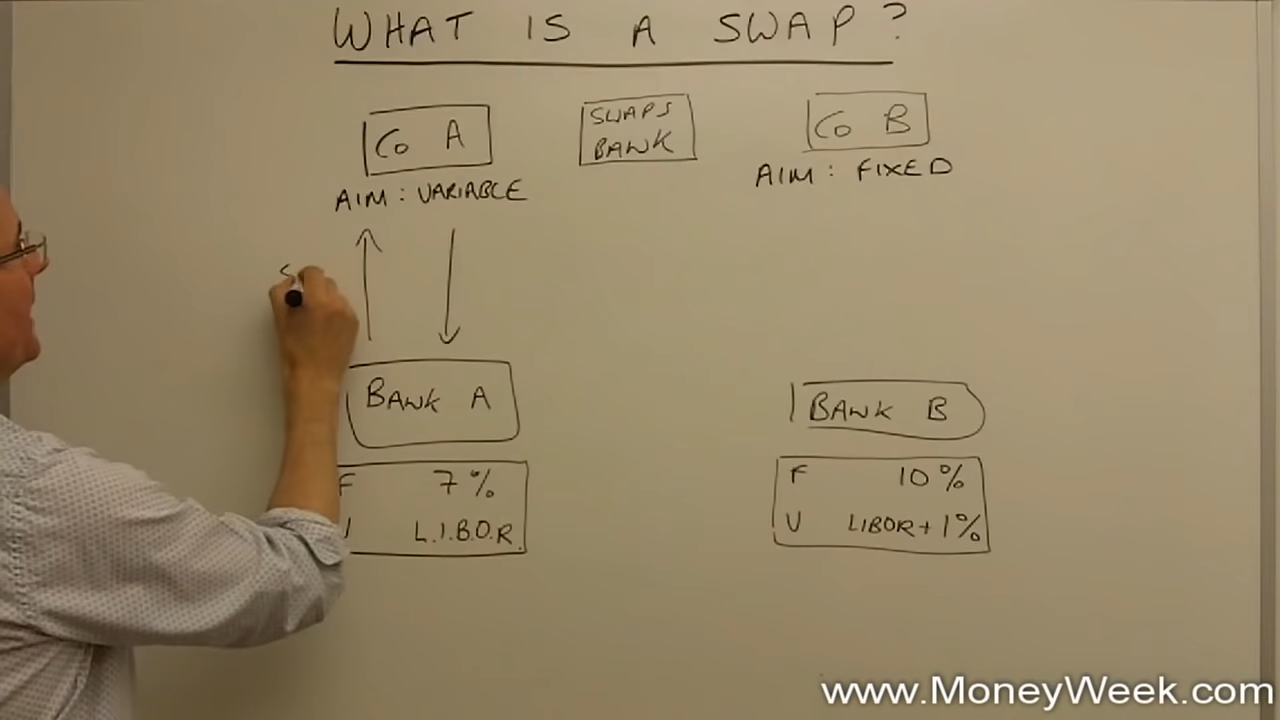 WHAT IS A SWAP?
Co A
SWAPS
BANK
Co B
AIM: VARIABLE
AIM: FIXED
BANK A
BANK B
F 7%
L.I.B.O.R.
F 10%
V LIBOR + 1%
www.MoneyWeek.com